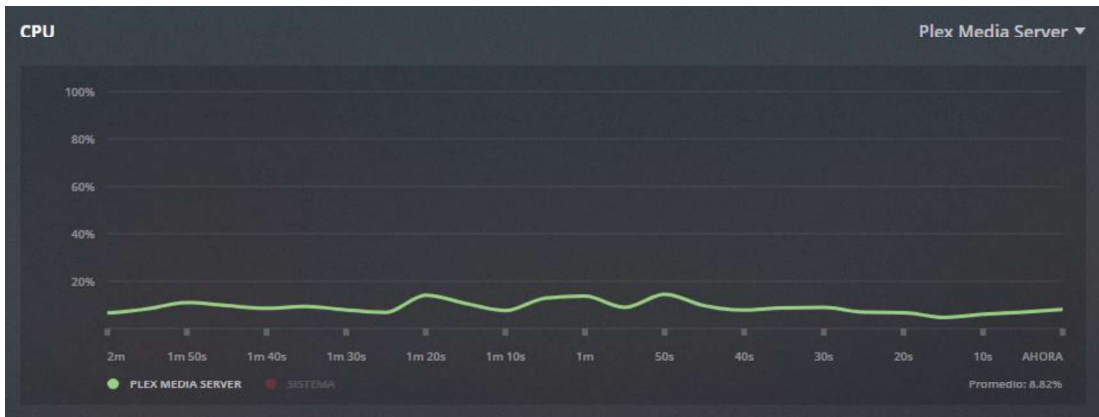 CPU
Plex Media Server
100%
80%
60%
40%
20%
2m 1m 50s 1m 40s 1m 30s 1m 20s 1m 10s 1m 50s 40s 30s 20s 10s AHORA
PLEX MEDIA SERVER SISTEMA Promedio: 8.82%